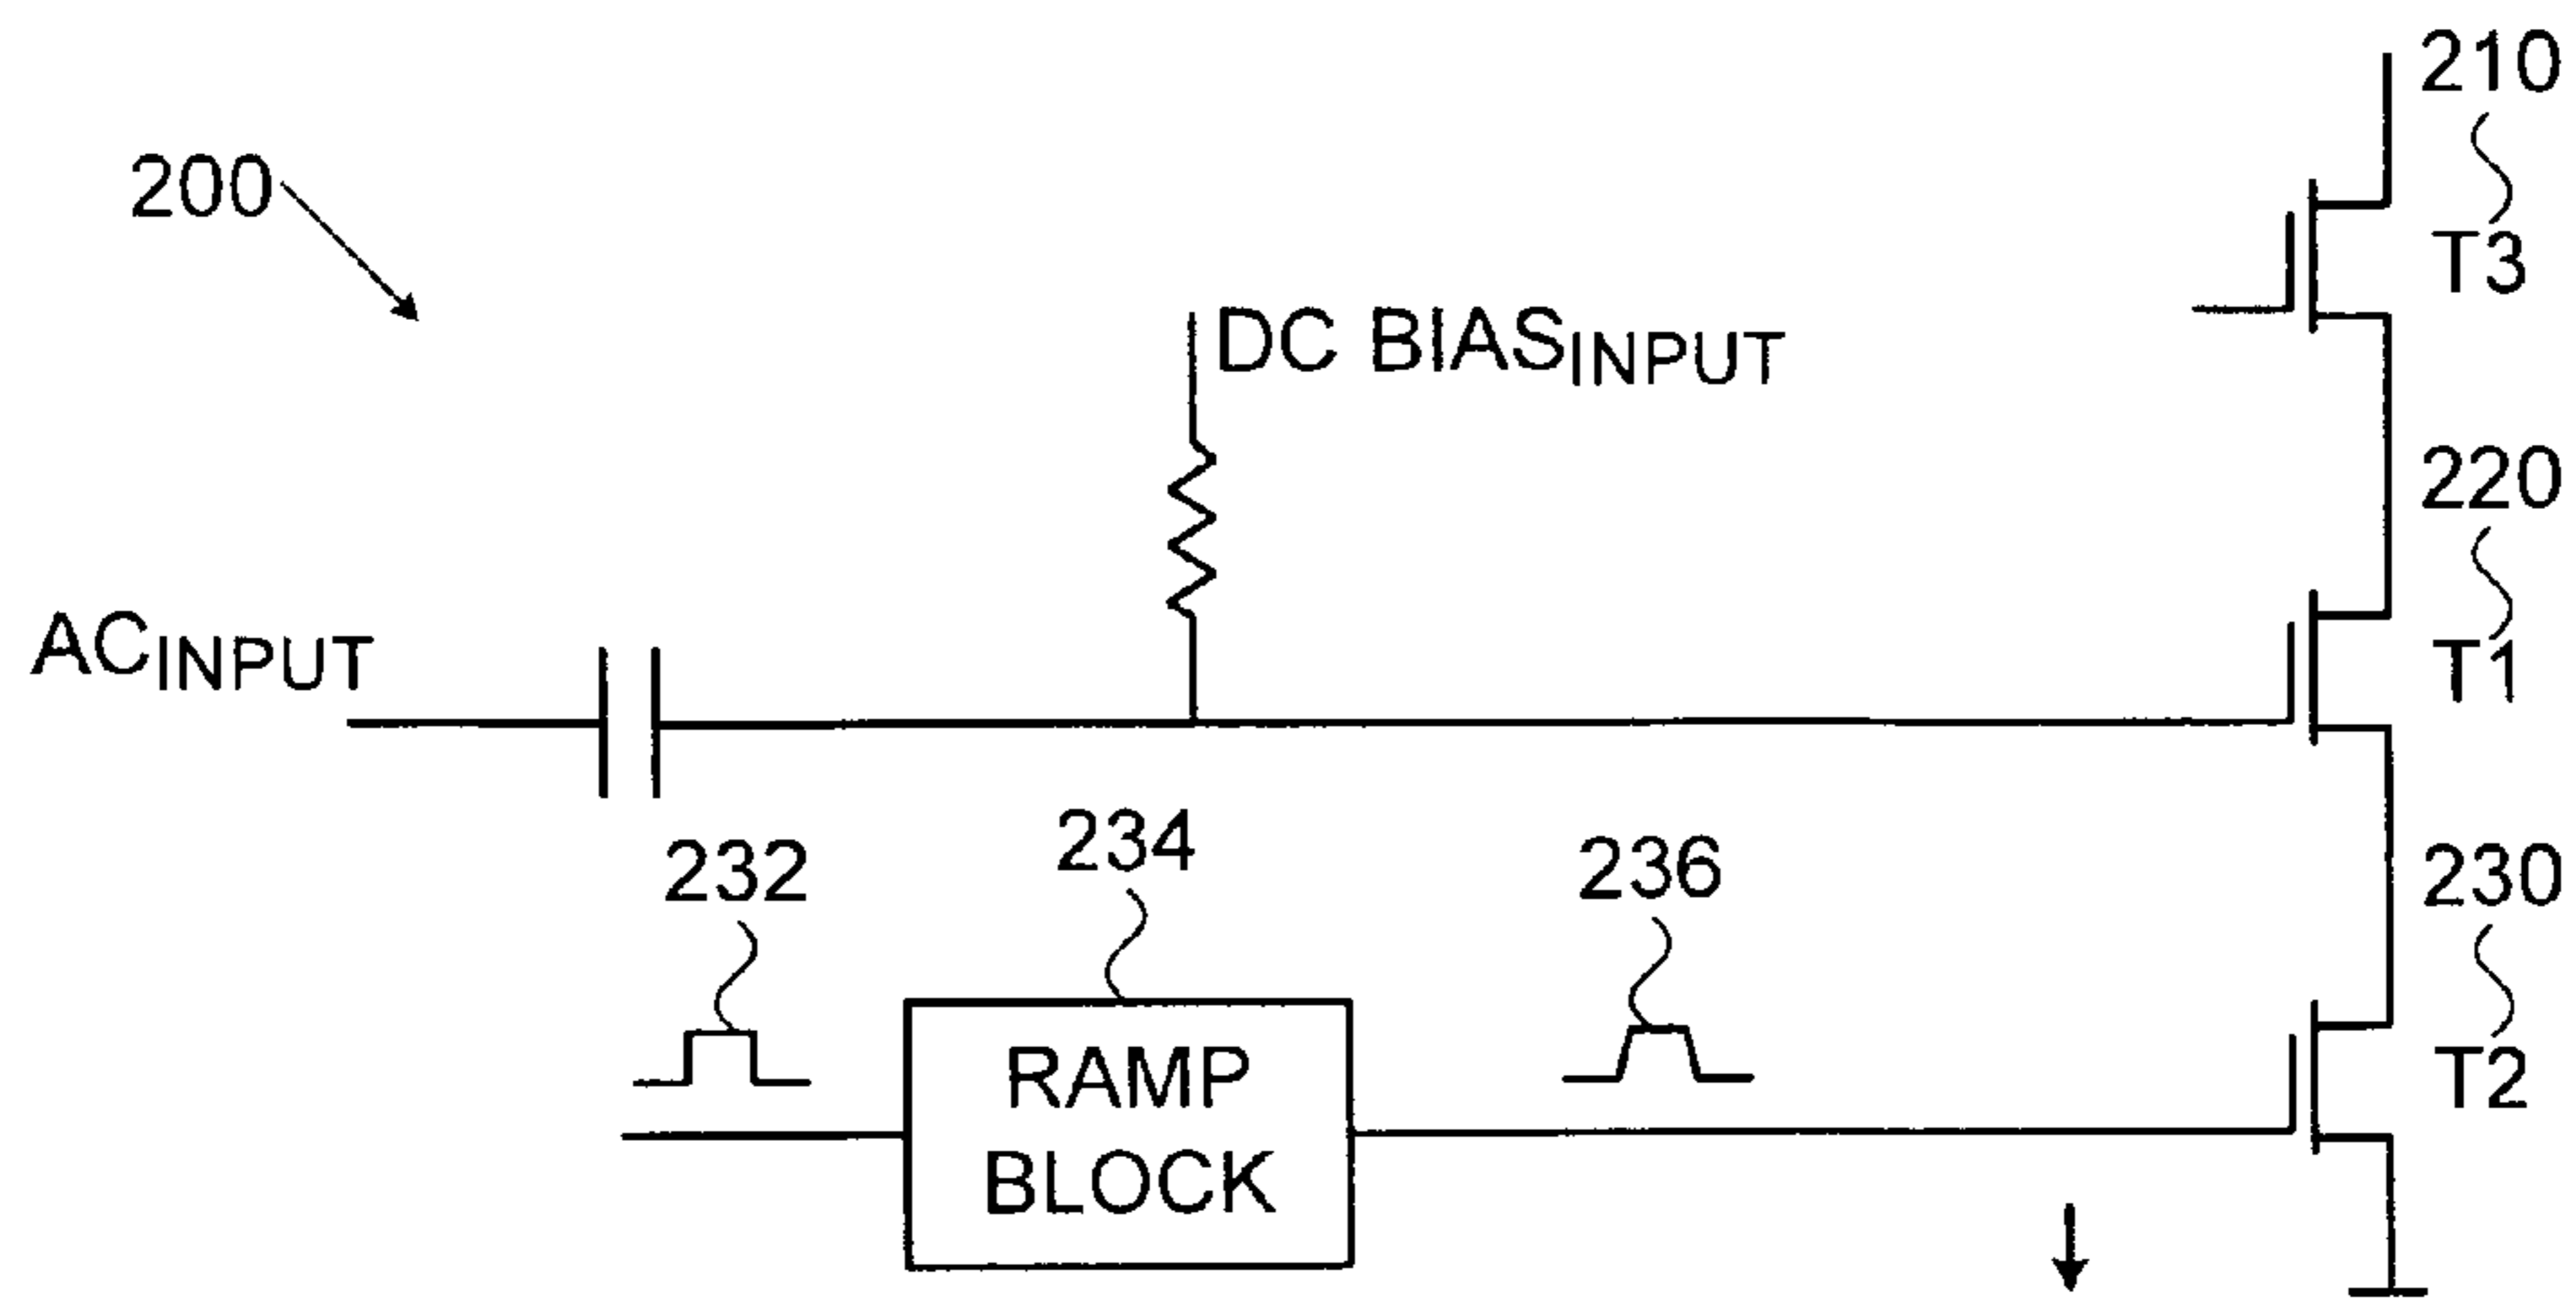 210
200
T3
DC BIASINPUT
220
ACINPUT
T1
232
234
236
230
RAMP
BLOCK
T2